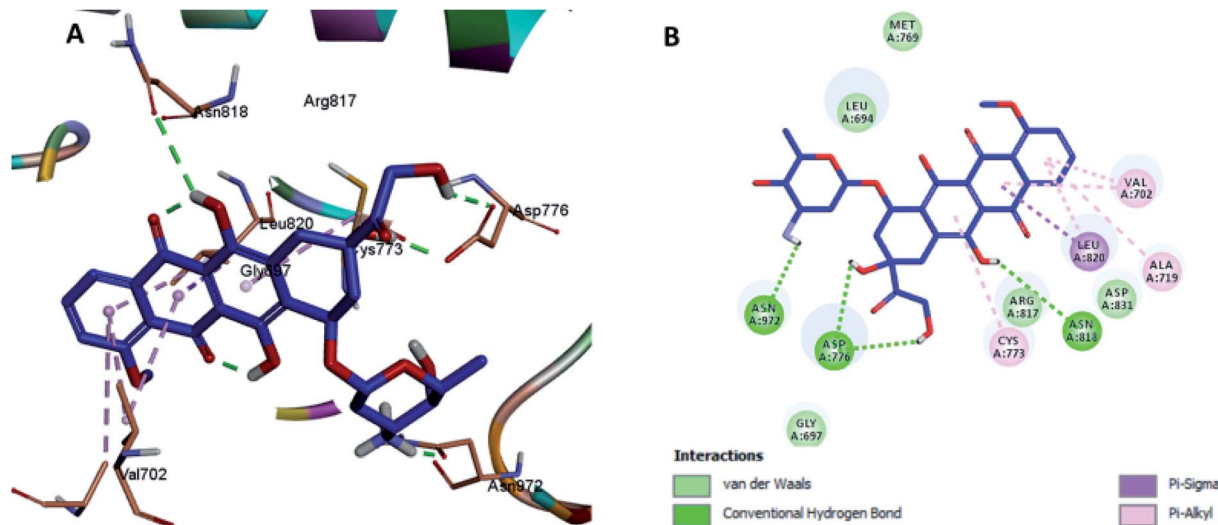 A
Asn818
Arg817
Asp776
Leu820
ys773
Gly697
Val702
Asn972
B
MET
A:769
LEU
A:694
VAL
A:702
LEU
A:820
ALA
A:719
ASN
A:972
ARG
A:817
ASP
A:831
ASP
A:776
CYS
A:773
ASN
A:818
GLY
A:697
Interactions
van der Waals
Conventional Hydrogen Bond
Pi-Sigma
Pi-Alkyl